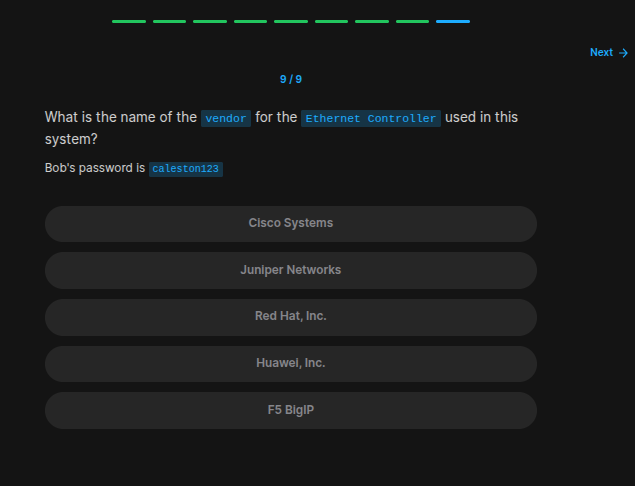 Next →
9 / 9
What is the name of the vendor for the Ethernet Controller used in this
system?
Bob's password is caleston123
Cisco Systems
Juniper Networks
Red Hat, Inc.
Huawei, Inc.
F5 BigIP